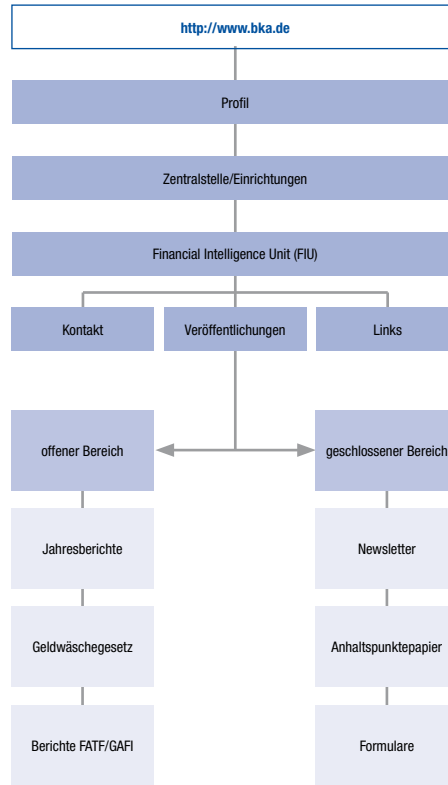 http://www.bka.de
Profil
Zentralstelle/Einrichtungen
Financial Intelligence Unit (FIU)
Kontakt
Veröffentlichungen
Links
offener Bereich
geschlossener Bereich
Jahresberichte
Newsletter
Geldwäschegesetz
Anhaltspunktepapier
Berichte FATF/GAFI
Formulare